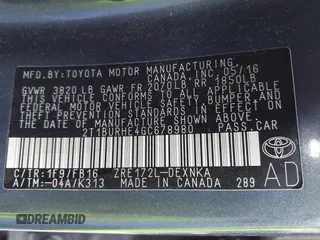 MFD.BY:TOYOTA MOTOR MANUFACTURING
CANADA, INC 05/16
GVWR 3820 LB GAWR FR 2070LB RR 1850LB
THIS VEHICLE CONFORMS TO ALL APPLICABLE
FEDERAL MOTOR VEHICLE SAFETY, BUMPER, AND
THEFT PREVENTION STANDARDS IN EFFECT ON
THE DATE OF MANUFACTURE SHOWN ABOVE.
2T1BURHE4GC678980 PASS.CAR
C/TR:1F9/FB16 ZRE172L-DEXNKA
A/TM:-04A/K313 MADE IN CANADA 289
AD
DREAMBID